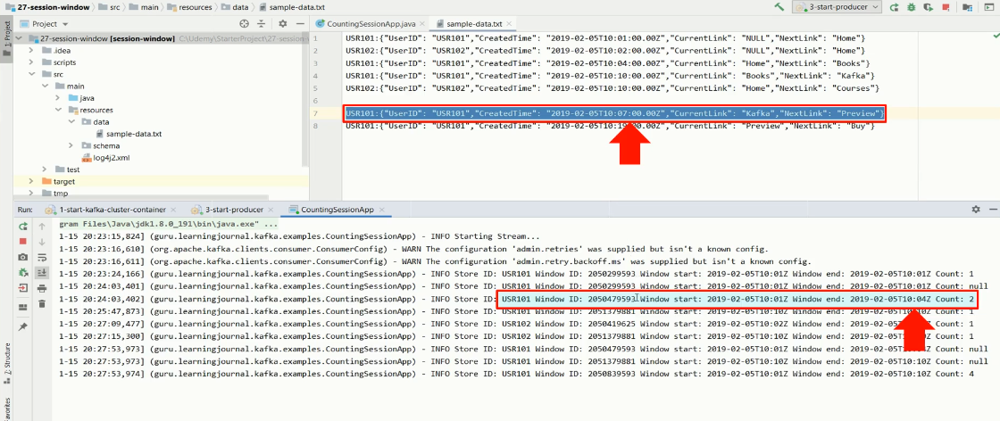 27-session-window
src
main
resources
data
sample-data.txt
3-start-producer
Project
CountingSessionApp.java
sample-data.txt
1: Project
27-session-window [session-window] C:\Udemy\StarterProject\27-session
.idea
scripts
src
main
java
resources
data
sample-data.txt
schema
log4j2.xml
test
target
tmp
1 USR101:{"UserID": "USR101","CreatedTime": "2019-02-05T10:01:00.00Z","CurrentLink": "NULL","NextLink": "Home"}
2 USR102:{"UserID": "USR102","CreatedTime": "2019-02-05T10:02:00.00Z","CurrentLink": "NULL","NextLink": "Home"}
3 USR101:{"UserID": "USR101","CreatedTime": "2019-02-05T10:04:00.00Z","CurrentLink": "Home","NextLink": "Books"}
4 USR101:{"UserID": "USR101","CreatedTime": "2019-02-05T10:10:00.00Z","CurrentLink": "Books","NextLink": "Kafka"}
5 USR102:{"UserID": "USR102","CreatedTime": "2019-02-05T10:10:00.00Z","CurrentLink": "Home","NextLink": "Courses"}
6
7 USR101:{"UserID": "USR101","CreatedTime": "2019-02-05T10:07:00.00Z","CurrentLink": "Kafka","NextLink": "Preview"}
8 USR101:{"UserID": "USR101","CreatedTime": "2019-02-05T10:19:00.00Z","CurrentLink": "Preview","NextLink": "Buy"}
Run: 1-start-kafka-cluster-container 3-start-producer CountingSessionApp
gram Files\Java\jdk1.8.0_191\bin\java.exe" ...
1-15 20:23:15,824] (guru.learningjournal.kafka.examples.CountingSessionApp) - INFO Starting Stream...
1-15 20:23:16,610] (org.apache.kafka.clients.consumer.ConsumerConfig) - WARN The configuration 'admin.retries' was supplied but isn't a known config.
1-15 20:23:16,611] (org.apache.kafka.clients.consumer.ConsumerConfig) - WARN The configuration 'admin.retry.backoff.ms' was supplied but isn't a known config.
1-15 20:23:24,166] (guru.learningjournal.kafka.examples.CountingSessionApp) - INFO Store ID: USR101 Window ID: 2050299593 Window start: 2019-02-05T10:01Z Window end: 2019-02-05T10:01Z Count: 1
1-15 20:24:03,401] (guru.learningjournal.kafka.examples.CountingSessionApp) - INFO Store ID: USR101 Window ID: 2050299593 Window start: 2019-02-05T10:01Z Window end: 2019-02-05T10:01Z Count: null
1-15 20:24:03,402] (guru.learningjournal.kafka.examples.CountingSessionApp) - INFO Store ID: USR101 Window ID: 2050479593 Window start: 2019-02-05T10:01Z Window end: 2019-02-05T10:04Z Count: 2
1-15 20:25:47,873] (guru.learningjournal.kafka.examples.CountingSessionApp) - INFO Store ID: USR101 Window ID: 2051379881 Window start: 2019-02-05T10:10Z Window end: 2019-02-05T10:10Z Count: 1
1-15 20:27:09,477] (guru.learningjournal.kafka.examples.CountingSessionApp) - INFO Store ID: USR102 Window ID: 2050419625 Window start: 2019-02-05T10:02Z Window end: 2019-02-05T10:02Z Count: 1
1-15 20:27:15,300] (guru.learningjournal.kafka.examples.CountingSessionApp) - INFO Store ID: USR102 Window ID: 2051379881 Window start: 2019-02-05T10:10Z Window end: 2019-02-05T10:10Z Count: 1
1-15 20:27:53,973] (guru.learningjournal.kafka.examples.CountingSessionApp) - INFO Store ID: USR101 Window ID: 2050479593 Window start: 2019-02-05T10:01Z Window end: 2019-02-05T10:04Z Count: null
1-15 20:27:53,973] (guru.learningjournal.kafka.examples.CountingSessionApp) - INFO Store ID: USR101 Window ID: 2051379881 Window start: 2019-02-05T10:10Z Window end: 2019-02-05T10:10Z Count: null
1-15 20:27:53,974] (guru.learningjournal.kafka.examples.CountingSessionApp) - INFO Store ID: USR101 Window ID: 2050839593 Window start: 2019-02-05T10:01Z Window end: 2019-02-05T10:10Z Count: 4
Z: Structure
Favorites